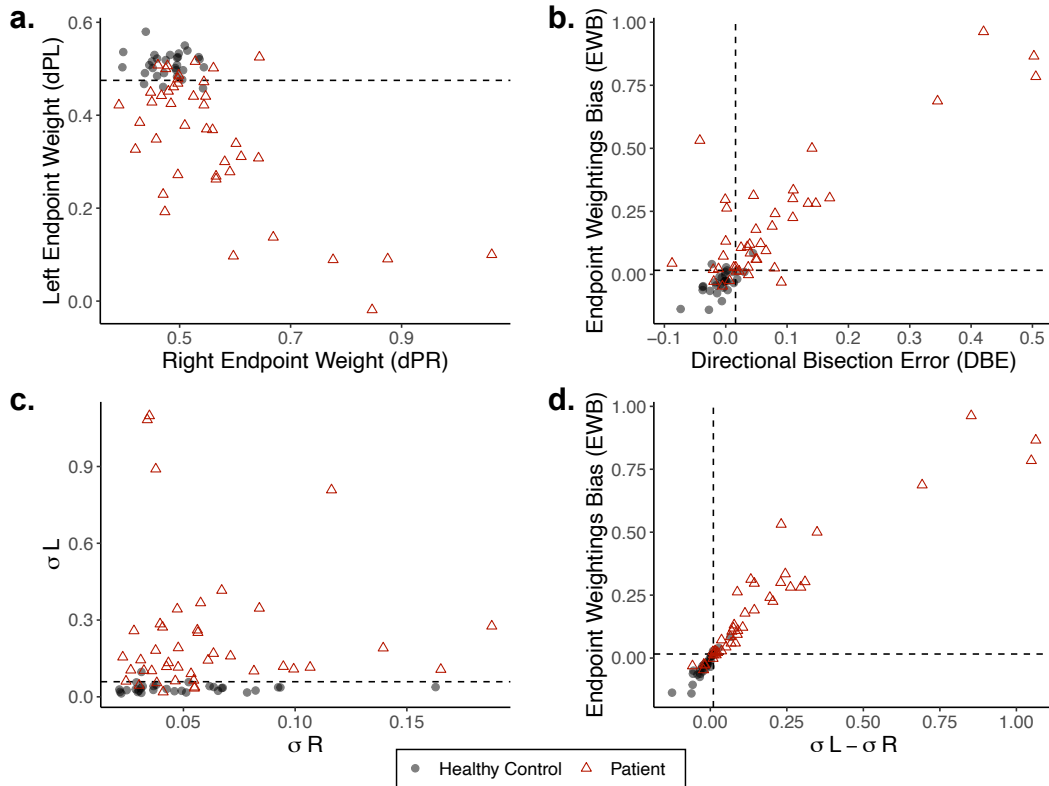 a.
Left Endpoint Weight (dPL)
0.6
0.4
0.2
0.0
0.5
0.7
0.9
Right Endpoint Weight (dPR)
b.
Endpoint Weightings Bias (EWB)
1.00
0.75
0.50
0.25
0.00
−0.1
0.0
0.1
0.2
0.3
0.4
0.5
Directional Bisection Error (DBE)
c.
σ L
0.9
0.6
0.3
0.0
0.05
0.10
0.15
σ R
d.
Endpoint Weightings Bias (EWB)
1.00
0.75
0.50
0.25
0.00
0.00
0.25
0.50
0.75
1.00
σ L − σ R
Healthy Control
Patient